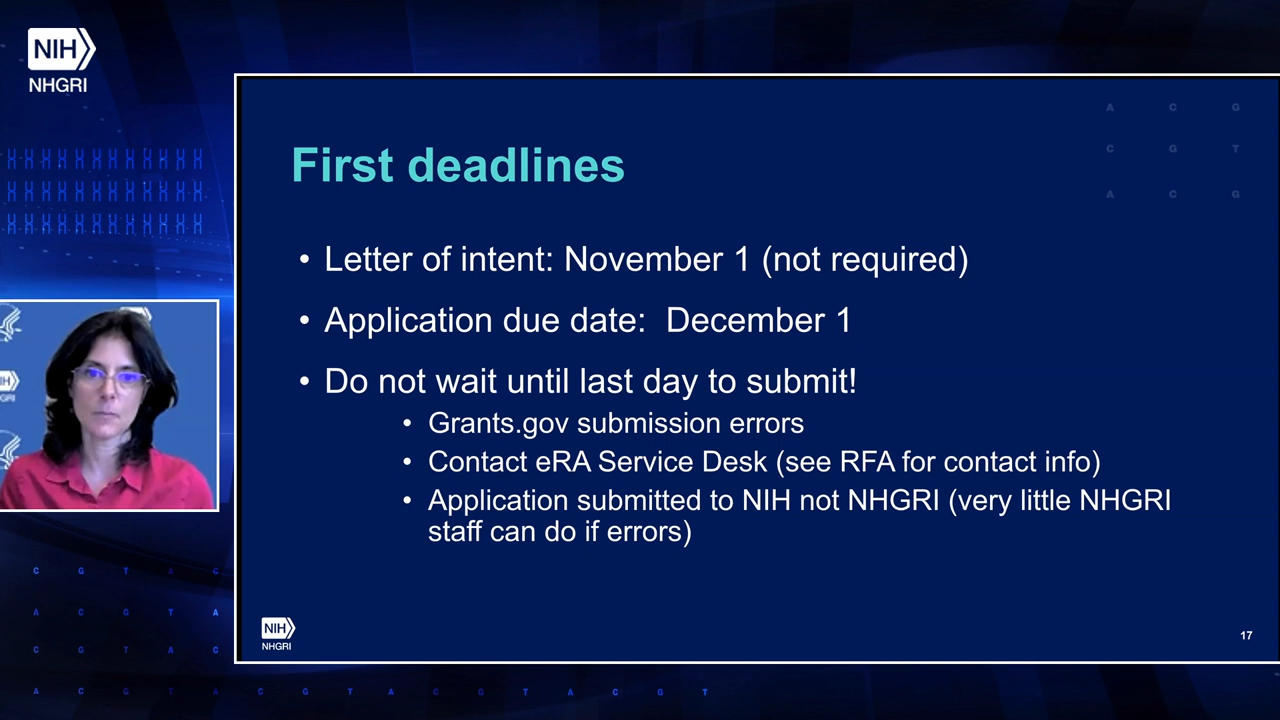 NIH
NHGRI
A C G
C G T
A C G
First deadlines
• Letter of intent: November 1 (not required)
• Application due date: December 1
• Do not wait until last day to submit!
• Grants.gov submission errors
• Contact eRA Service Desk (see RFA for contact info)
• Application submitted to NIH not NHGRI (very little NHGRI
staff can do if errors)
NIH
NHGRI
17
C G T A C
A C G T A
C G T A C
A C G T A C G T A C G T A C G T